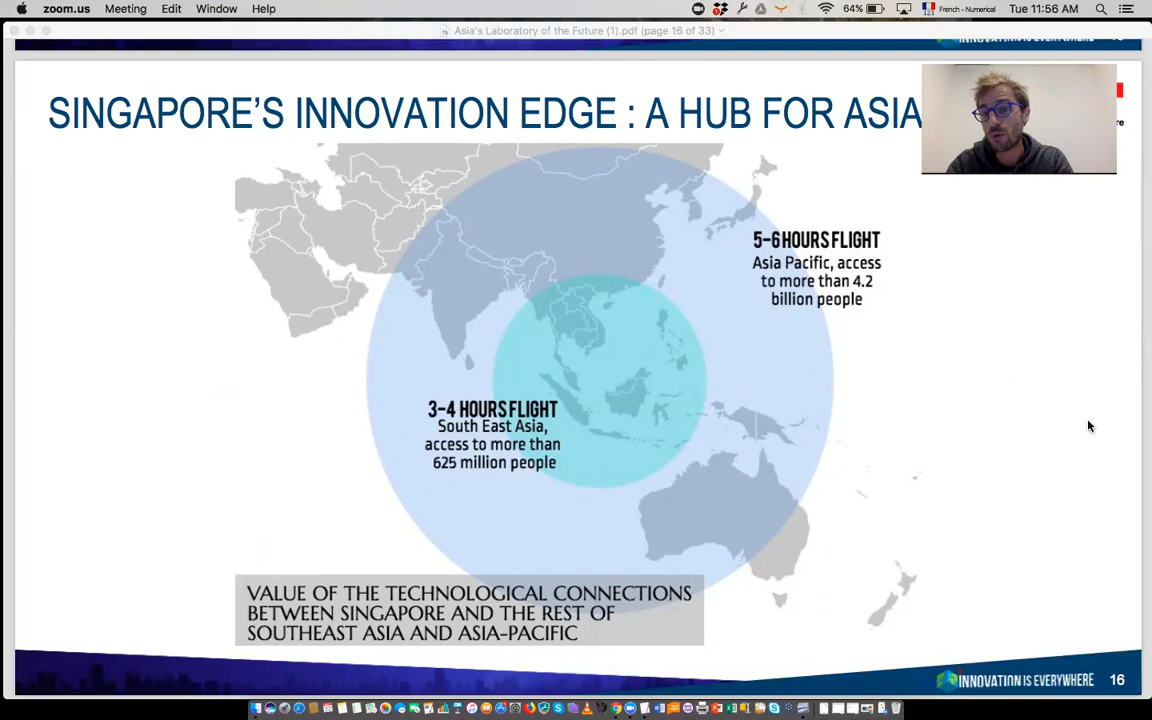 zoom.us Meeting Edit Window Help 64% French - Numerical Tue 11:56 AM
Asia's Laboratory of the Future (1).pdf (page 16 of 33)
INNOVATION IS EVERYWHERE
SINGAPORE'S INNOVATION EDGE : A HUB FOR ASIA
re
5-6 HOURS FLIGHT
Asia Pacific, access
to more than 4.2
billion people
3-4 HOURS FLIGHT
South East Asia,
access to more than
625 million people
VALUE OF THE TECHNOLOGICAL CONNECTIONS
BETWEEN SINGAPORE AND THE REST OF
SOUTHEAST ASIA AND ASIA-PACIFIC
INNOVATION IS EVERYWHERE 16